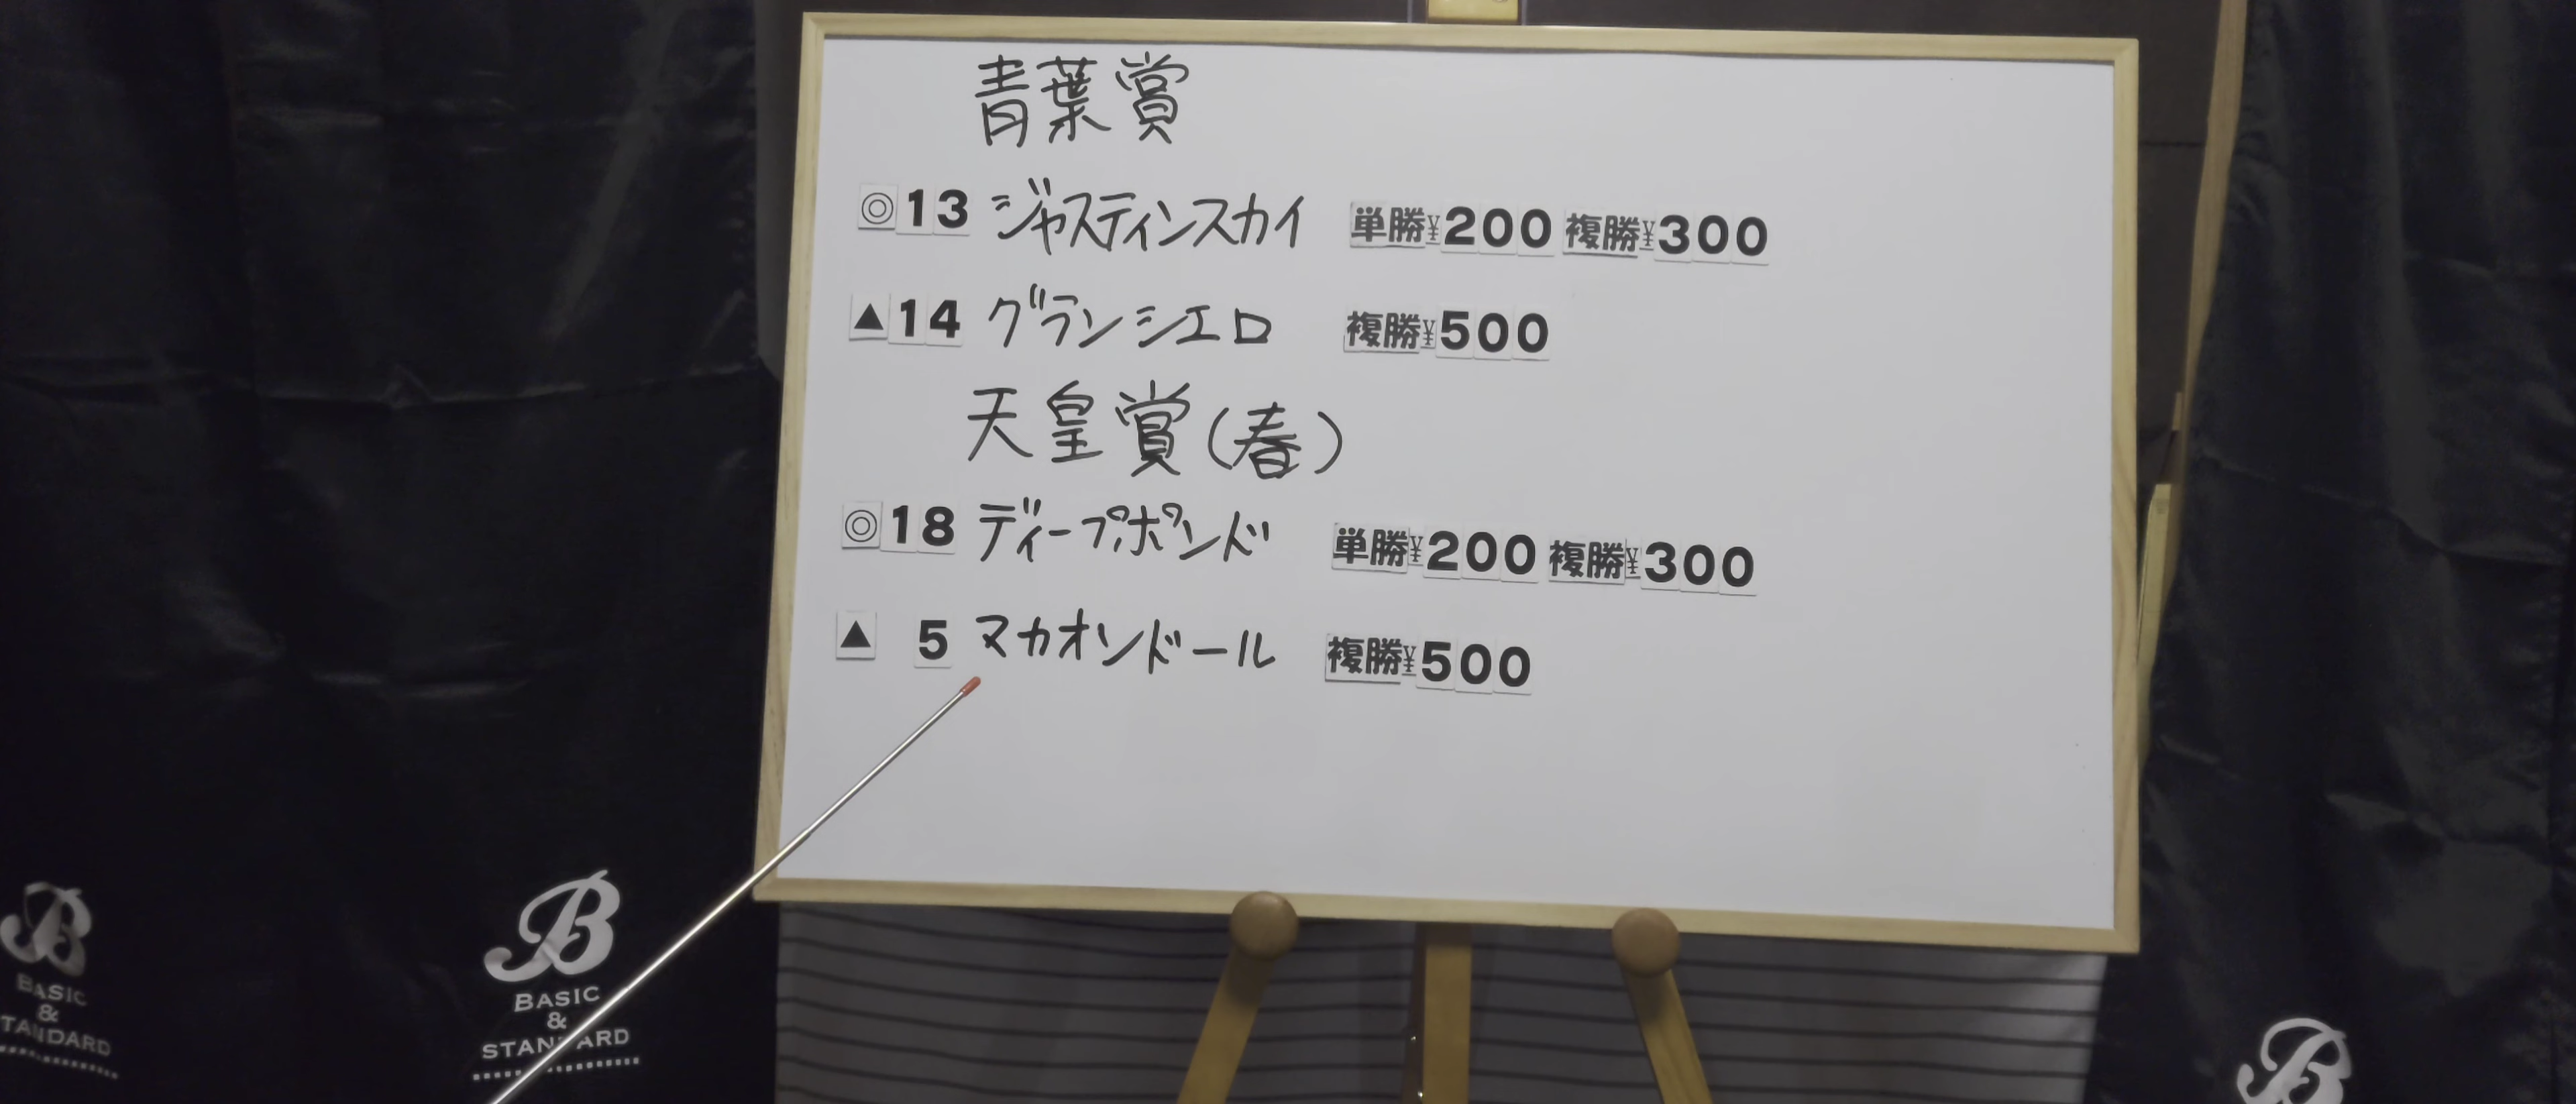 青葉賞
◎13 ジャスティンスカイ 単勝¥200 複勝¥300
▲14 グランシエロ 複勝¥500
天皇賞(春)
◎18 ディープボンド 単勝¥200 複勝¥300
▲ 5 マカオンドール 複勝¥500
B
BASIC
&
STANDARD
B
BASIC
&
STANDARD
B